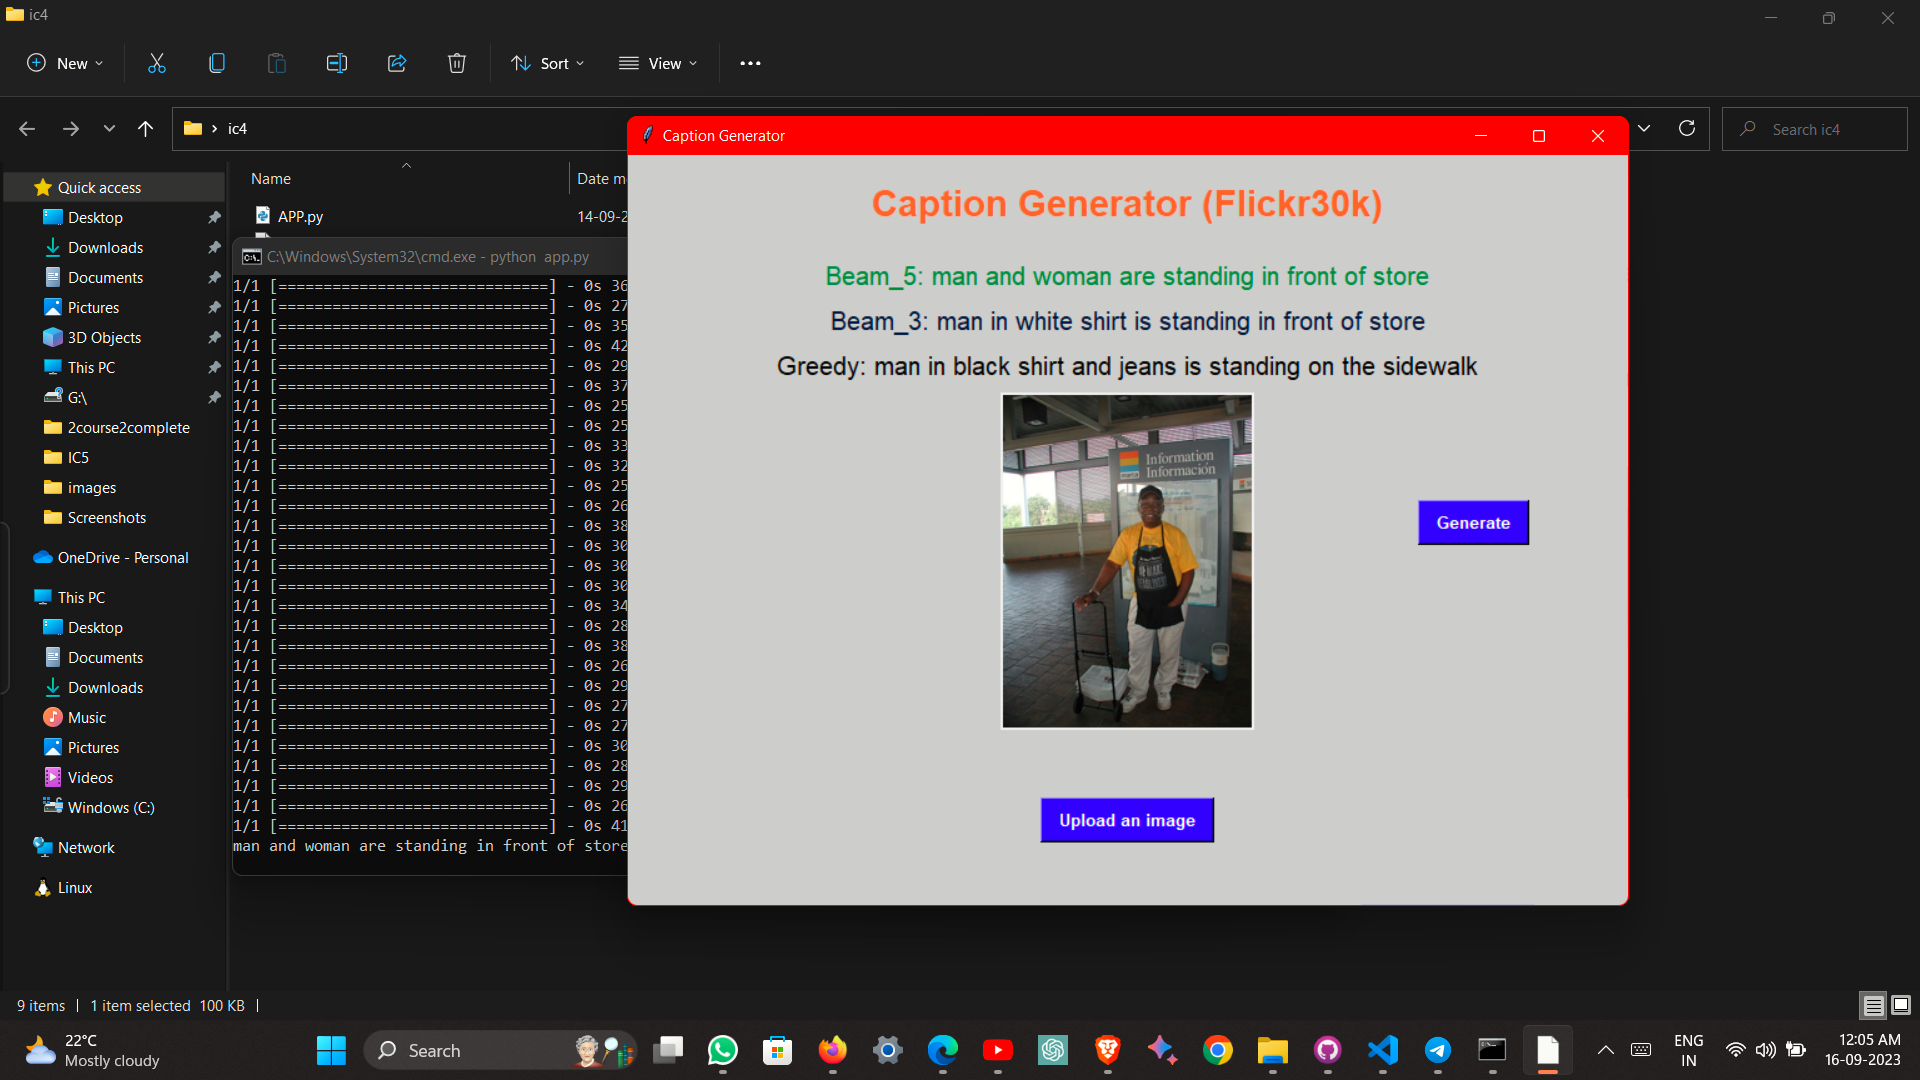 ic4
New
Sort
View
ic4
Search ic4
Quick access
Desktop
Downloads
Documents
Pictures
3D Objects
This PC
G:\
2course2complete
IC5
images
Screenshots
OneDrive - Personal
This PC
Desktop
Documents
Downloads
Music
Pictures
Videos
Windows (C:)
Network
Linux
Name
Date m
APP.py
14-09-2
C:\Windows\System32\cmd.exe - python app.py
1/1 [==============================] - 0s 36
1/1 [==============================] - 0s 27
1/1 [==============================] - 0s 35
1/1 [==============================] - 0s 42
1/1 [==============================] - 0s 29
1/1 [==============================] - 0s 37
1/1 [==============================] - 0s 25
1/1 [==============================] - 0s 25
1/1 [==============================] - 0s 33
1/1 [==============================] - 0s 32
1/1 [==============================] - 0s 25
1/1 [==============================] - 0s 26
1/1 [==============================] - 0s 38
1/1 [==============================] - 0s 30
1/1 [==============================] - 0s 30
1/1 [==============================] - 0s 30
1/1 [==============================] - 0s 34
1/1 [==============================] - 0s 28
1/1 [==============================] - 0s 38
1/1 [==============================] - 0s 26
1/1 [==============================] - 0s 29
1/1 [==============================] - 0s 27
1/1 [==============================] - 0s 27
1/1 [==============================] - 0s 30
1/1 [==============================] - 0s 28
1/1 [==============================] - 0s 29
1/1 [==============================] - 0s 26
1/1 [==============================] - 0s 41
man and woman are standing in front of store
Caption Generator
Caption Generator (Flickr30k)
Beam_5: man and woman are standing in front of store
Beam_3: man in white shirt is standing in front of store
Greedy: man in black shirt and jeans is standing on the sidewalk
Information
Información
Generate
Upload an image
9 items
1 item selected 100 KB
22°C
Mostly cloudy
Search
ENG
IN
12:05 AM
16-09-2023